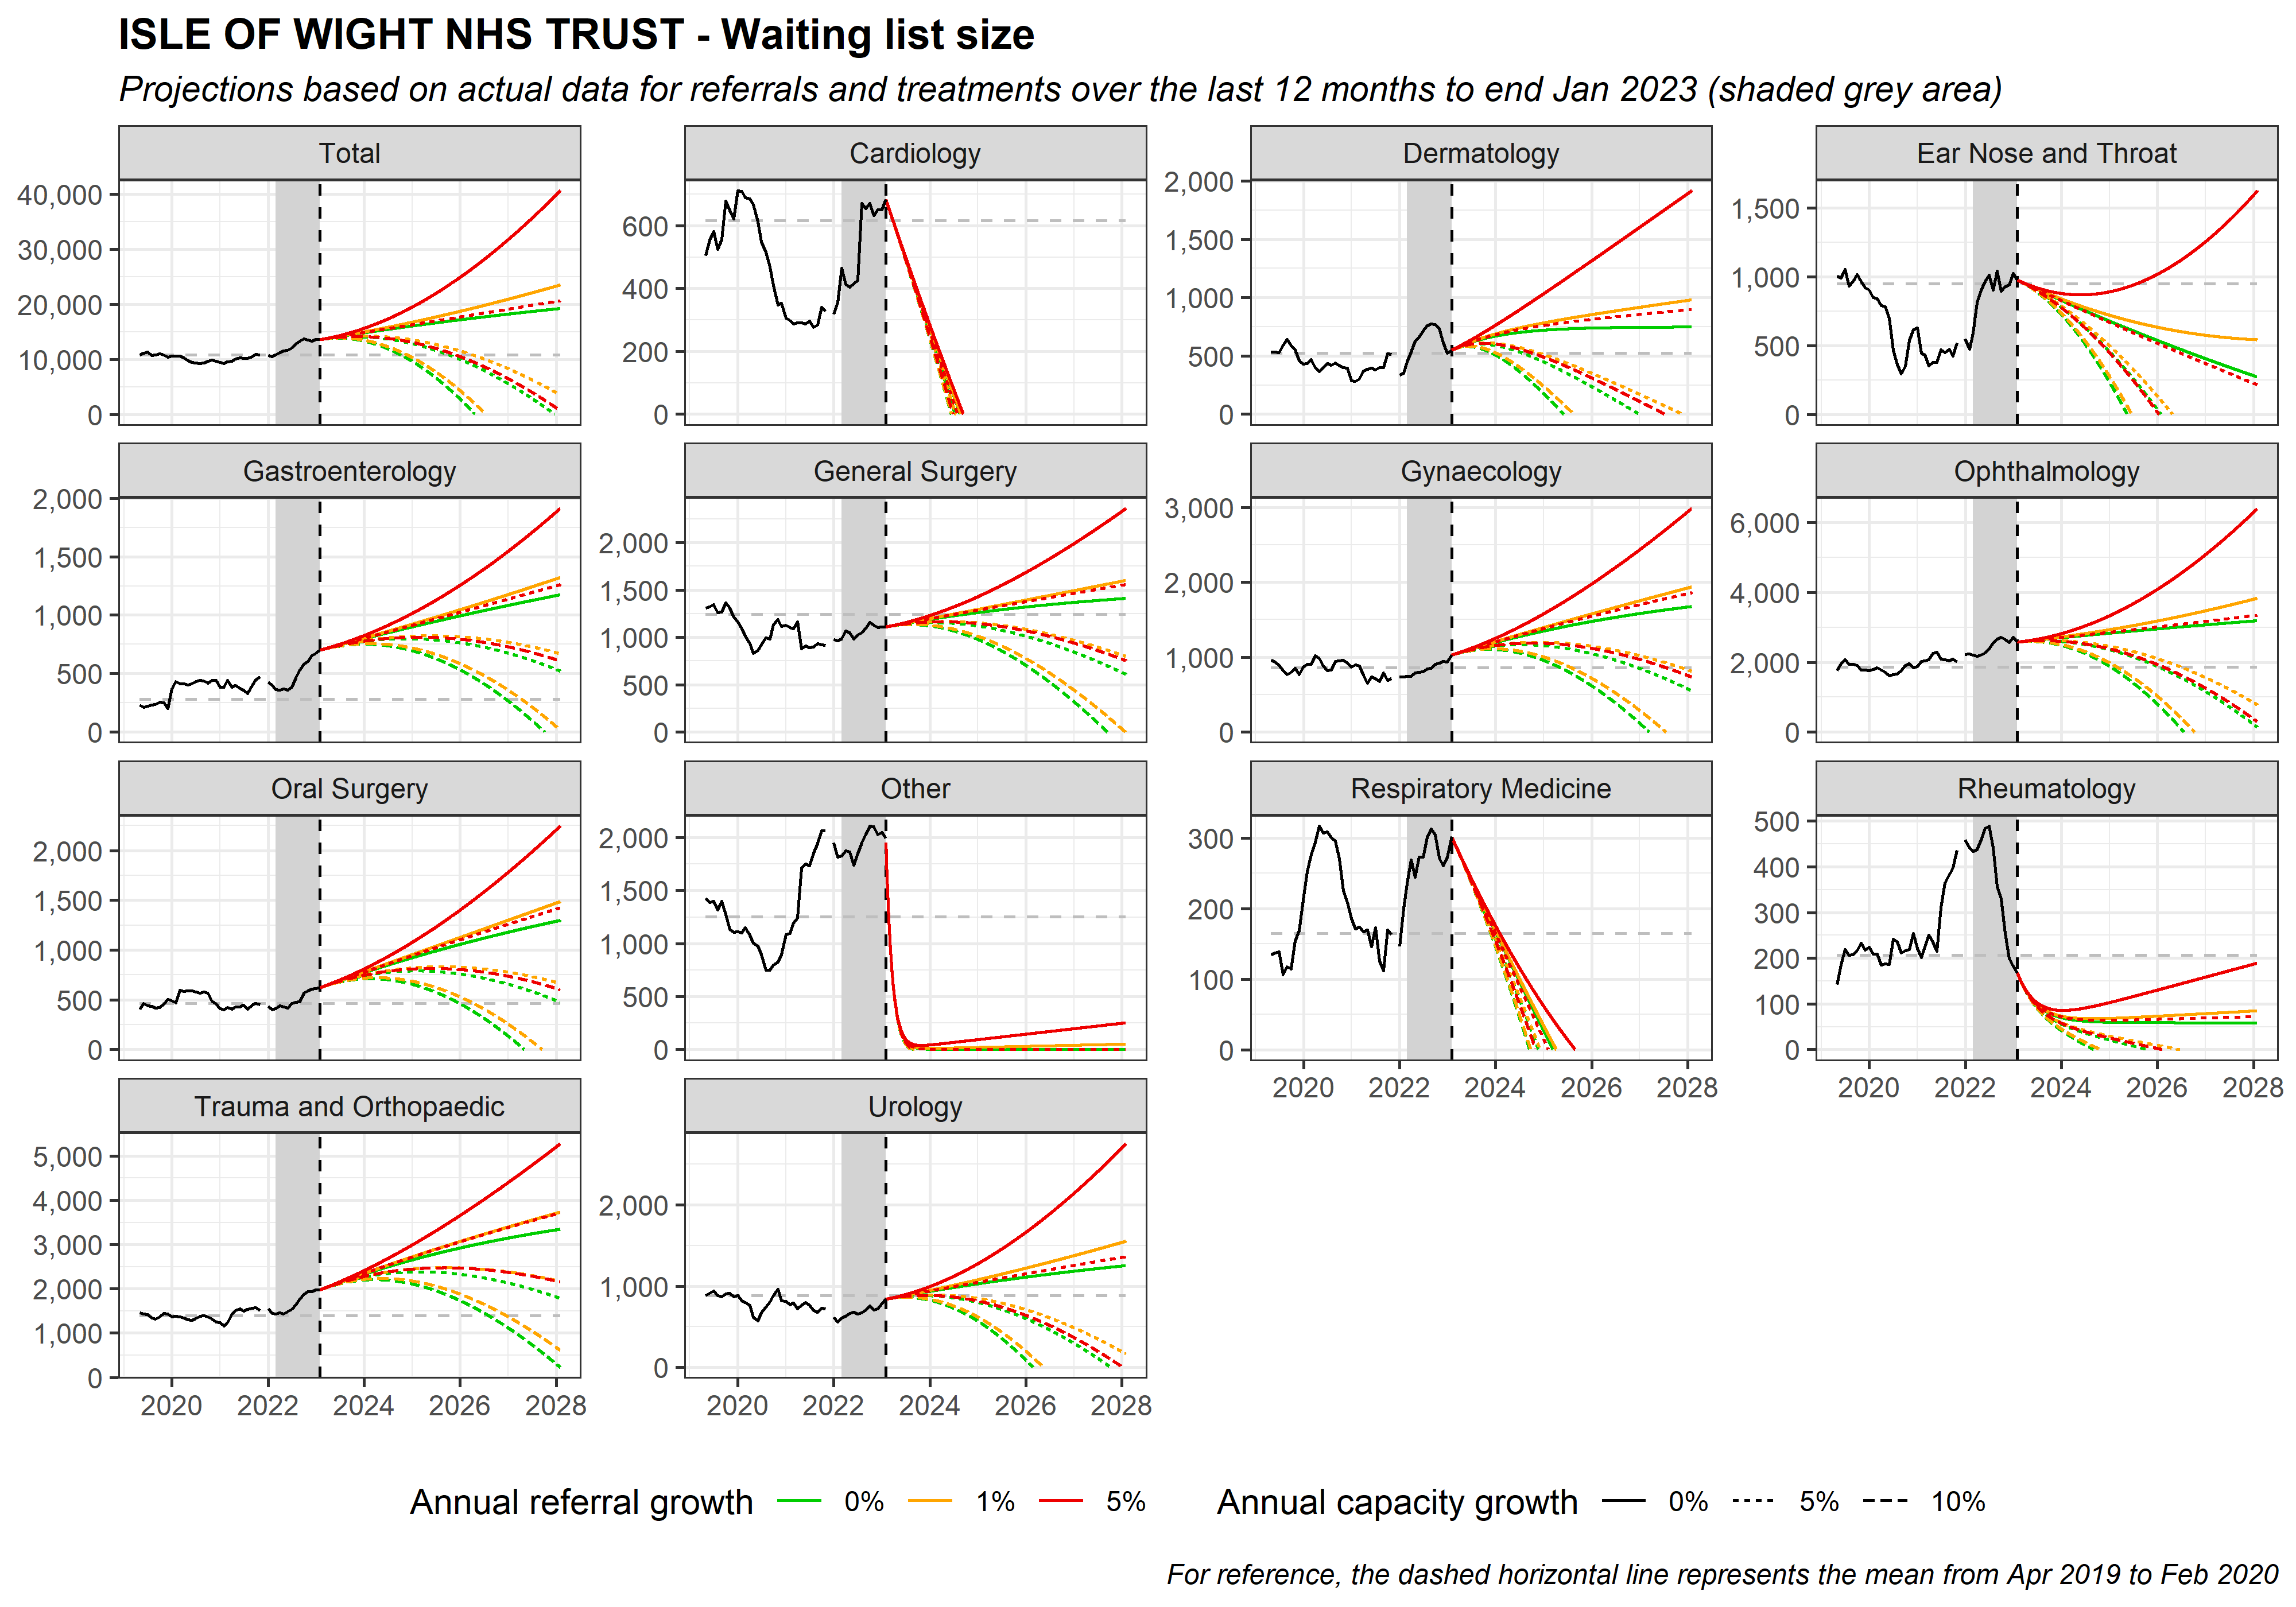 ISLE OF WIGHT NHS TRUST - Waiting list size
Projections based on actual data for referrals and treatments over the last 12 months to end Jan 2023 (shaded grey area)
Total
Cardiology
Dermatology
Ear Nose and Throat
40,000
30,000
20,000
10,000
0
600
400
200
0
2,000
1,500
1,000
500
0
1,500
1,000
500
0
Gastroenterology
General Surgery
Gynaecology
Ophthalmology
2,000
1,500
1,000
500
0
2,000
1,500
1,000
500
0
3,000
2,000
1,000
0
6,000
4,000
2,000
0
Oral Surgery
Other
Respiratory Medicine
Rheumatology
2,000
1,500
1,000
500
0
2,000
1,500
1,000
500
0
300
200
100
0
500
400
300
200
100
0
2020 2022 2024 2026 2028
2020 2022 2024 2026 2028
Trauma and Orthopaedic
Urology
5,000
4,000
3,000
2,000
1,000
0
2,000
1,000
0
2020 2022 2024 2026 2028
2020 2022 2024 2026 2028
Annual referral growth 0% 1% 5%
Annual capacity growth 0% 5% 10%
For reference, the dashed horizontal line represents the mean from Apr 2019 to Feb 2020